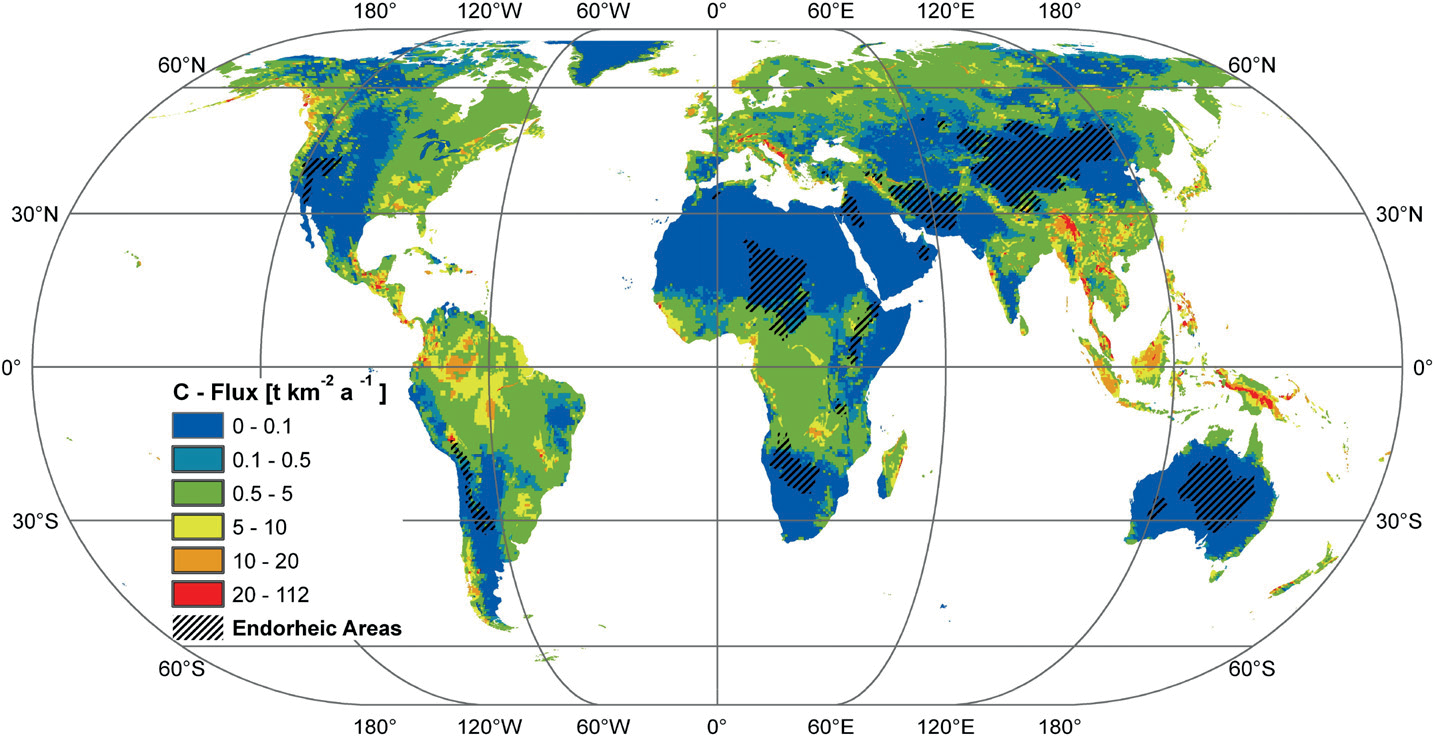 180° 120°W 60°W 0° 60°E 120°E 180°
60°N 60°N
30°N 30°N
0° 0°
C - Flux [t km-2 a -1 ]
0 - 0.1
0.1 - 0.5
0.5 - 5
5 - 10
10 - 20
20 - 112
Endorheic Areas
30°S 30°S
60°S 60°S
180° 120°W 60°W 0° 60°E 120°E 180°